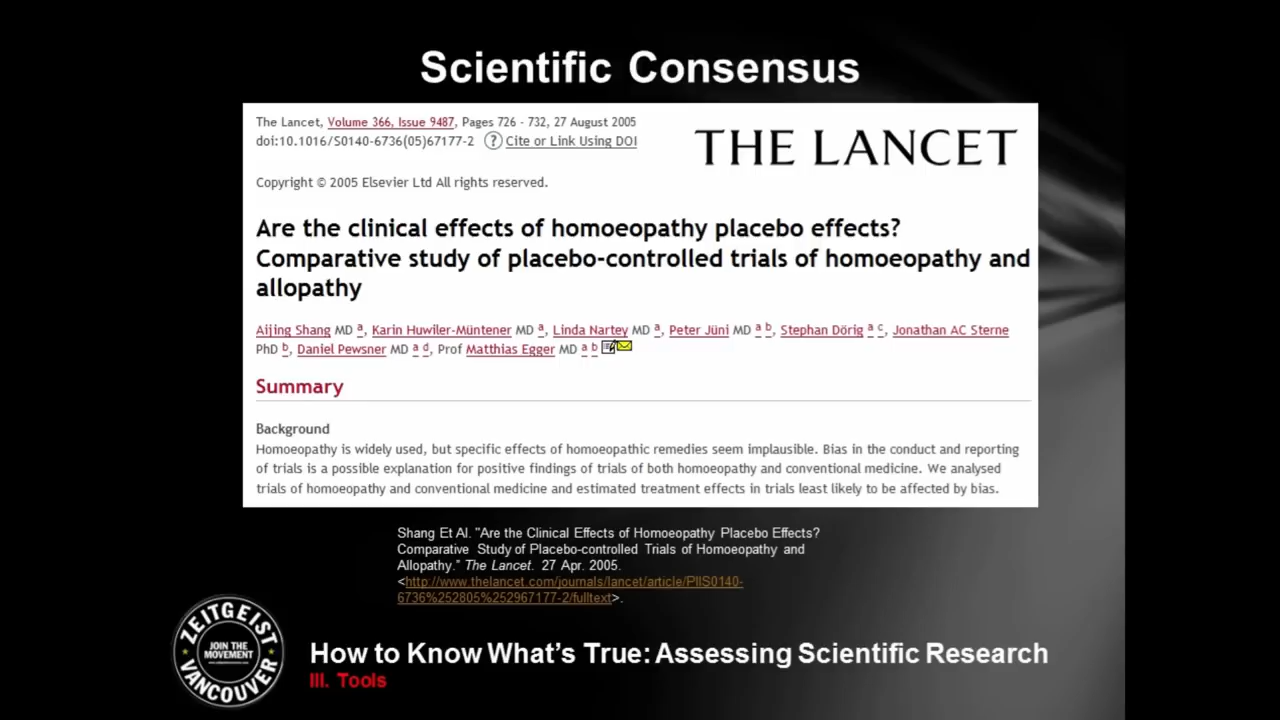 Scientific Consensus
The Lancet, Volume 366, Issue 9487, Pages 726 - 732, 27 August 2005
doi:10.1016/S0140-6736(05)67177-2 ? Cite or Link Using DOI
THE LANCET
Copyright © 2005 Elsevier Ltd All rights reserved.
Are the clinical effects of homoeopathy placebo effects?
Comparative study of placebo-controlled trials of homoeopathy and
allopathy
Aijing Shang MD a, Karin Huwiler-Müntener MD a, Linda Nartey MD a, Peter Jüni MD a b, Stephan Dörig a c, Jonathan AC Sterne
PhD b, Daniel Pewsner MD a d, Prof Matthias Egger MD a b
Summary
Background
Homoeopathy is widely used, but specific effects of homoeopathic remedies seem implausible. Bias in the conduct and reporting
of trials is a possible explanation for positive findings of trials of both homoeopathy and conventional medicine. We analysed
trials of homoeopathy and conventional medicine and estimated treatment effects in trials least likely to be affected by bias.
Shang Et Al. "Are the Clinical Effects of Homoeopathy Placebo Effects?
Comparative Study of Placebo-controlled Trials of Homoeopathy and
Allopathy." The Lancet. 27 Apr. 2005.
<http://www.thelancet.com/journals/lancet/article/PIIS0140-
6736%252805%252967177-2/fulltext>.
ZEITGEIST
JOIN THE
MOVEMENT
VANCOUVER
How to Know What's True: Assessing Scientific Research
III. Tools